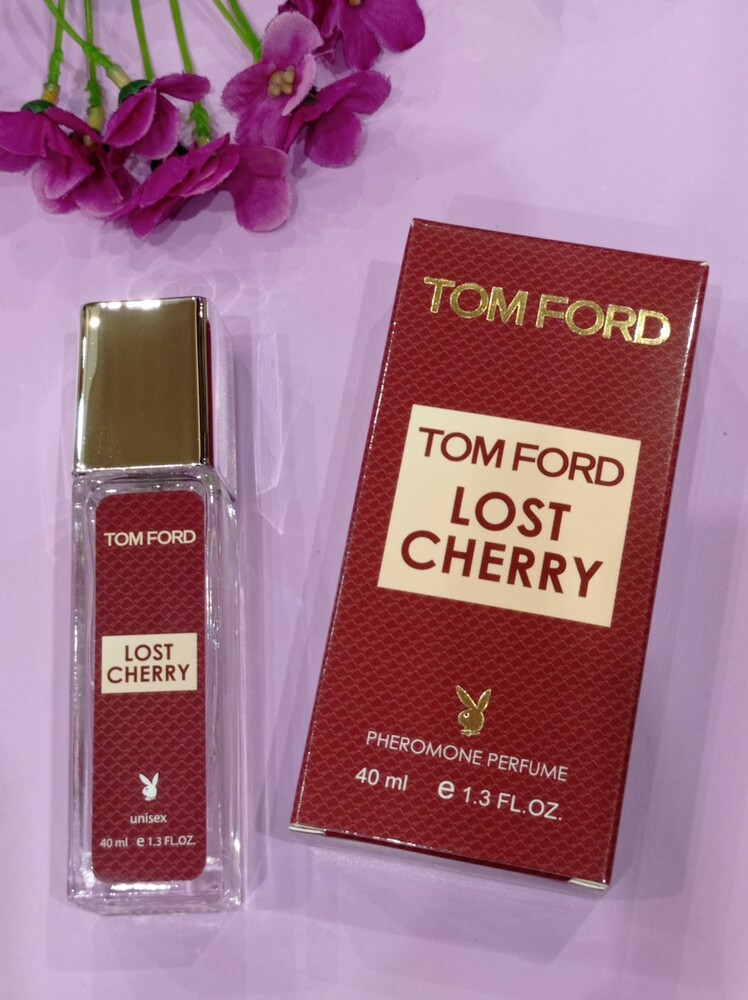 TOM FORD
LOST
CHERRY
unisex
40 ml e 1.3 FL.OZ.
TOM FORD
TOM FORD
LOST
CHERRY
PHEROMONE PERFUME
40 ml e 1.3 FL.OZ.